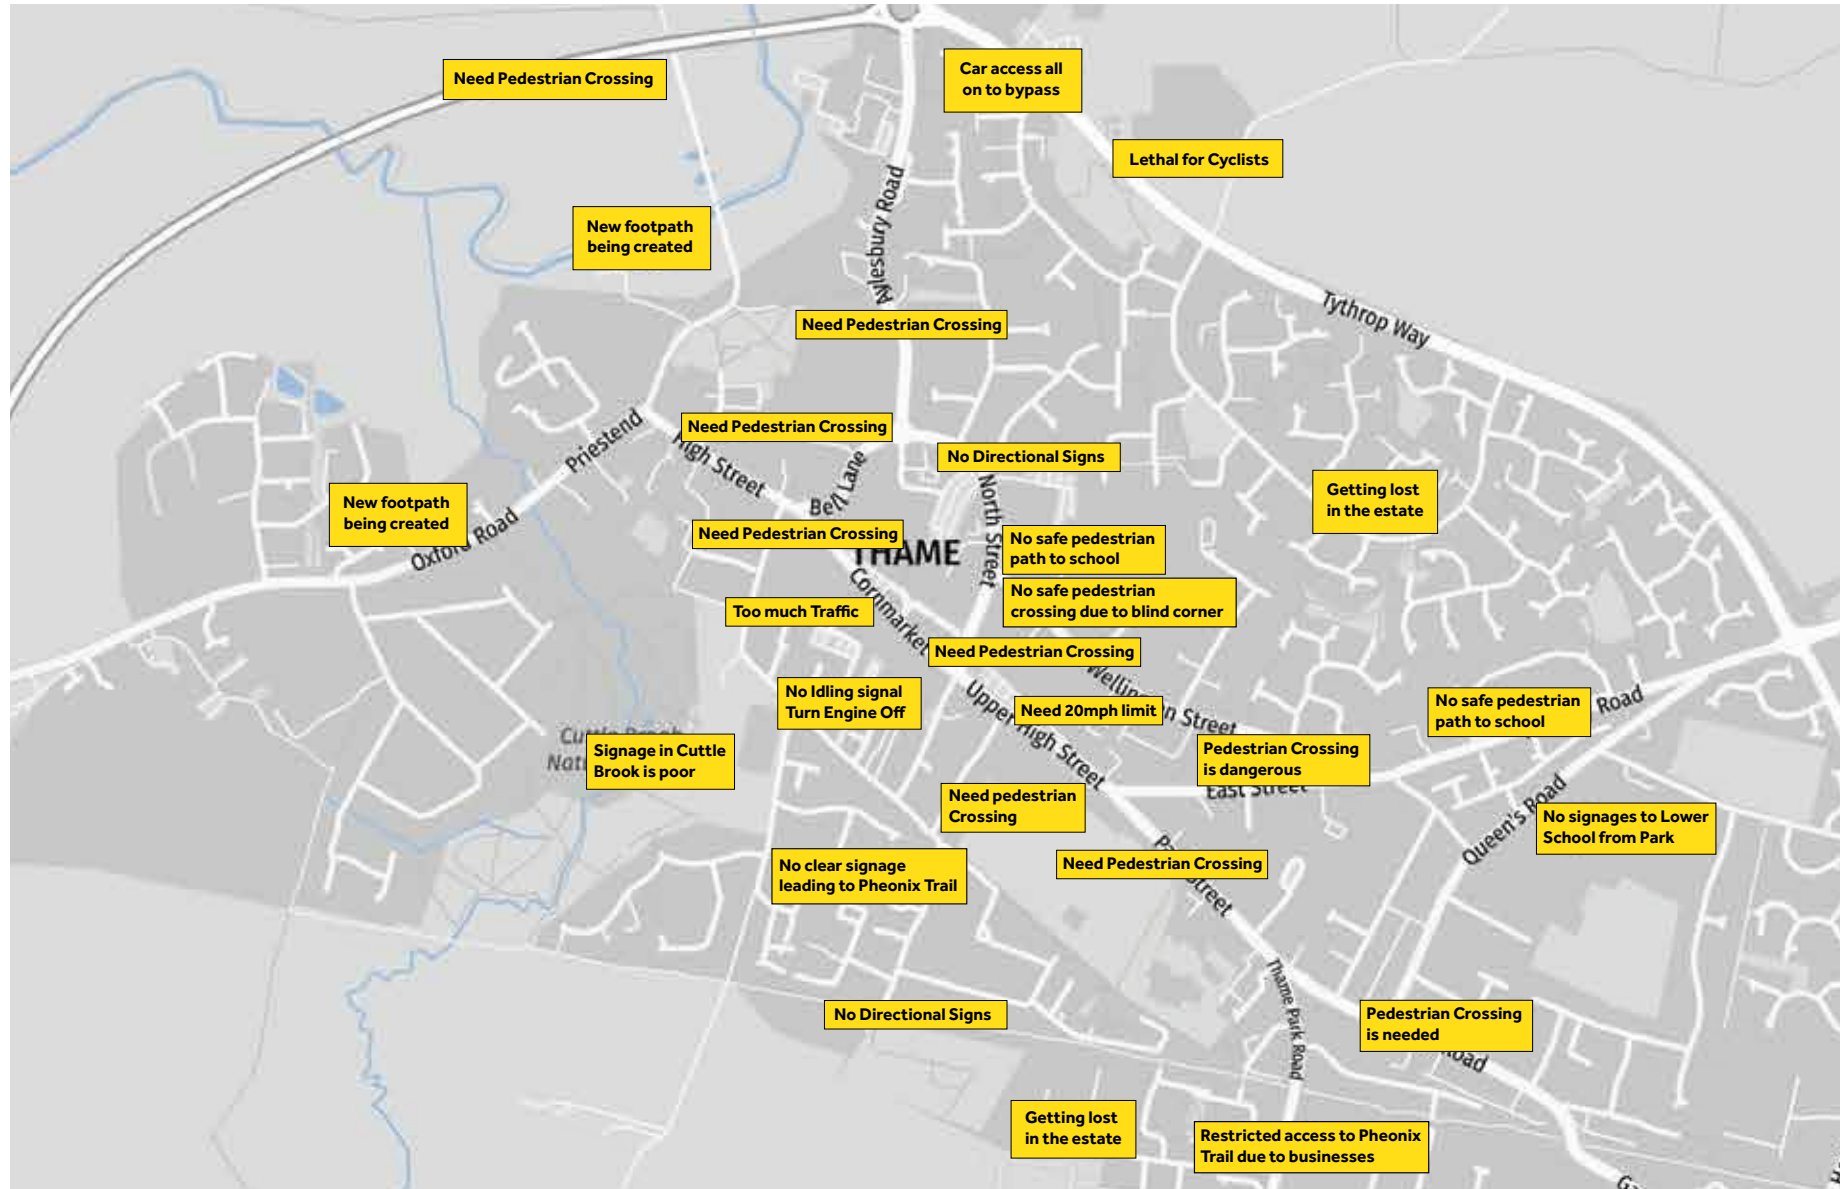 Need Pedestrian Crossing
Car access all
on to bypass
Lethal for Cyclists
New footpath
being created
Aylesbury Road
Tythrop Way
Need Pedestrian Crossing
Need Pedestrian Crossing
Priestend
High Street
Bell Lane
No Directional Signs
North Street
Getting lost
in the estate
New footpath
being created
Oxford Road
Need Pedestrian Crossing
THAME
No safe pedestrian
path to school
No safe pedestrian
crossing due to blind corner
Too much Traffic
Cornmarket
Need Pedestrian Crossing
No Idling signal
Turn Engine Off
Upper High Street
Need 20mph limit
Street
No safe pedestrian
path to school
Road
Signage in Cuttle
Brook is poor
Pedestrian Crossing
is dangerous
East Street
Need pedestrian
Crossing
Queen's Road
No signages to Lower
School from Park
No clear signage
leading to Pheonix Trail
Need Pedestrian Crossing
Street
Thame Park Road
No Directional Signs
Pedestrian Crossing
is needed
Road
Getting lost
in the estate
Restricted access to Pheonix
Trail due to businesses